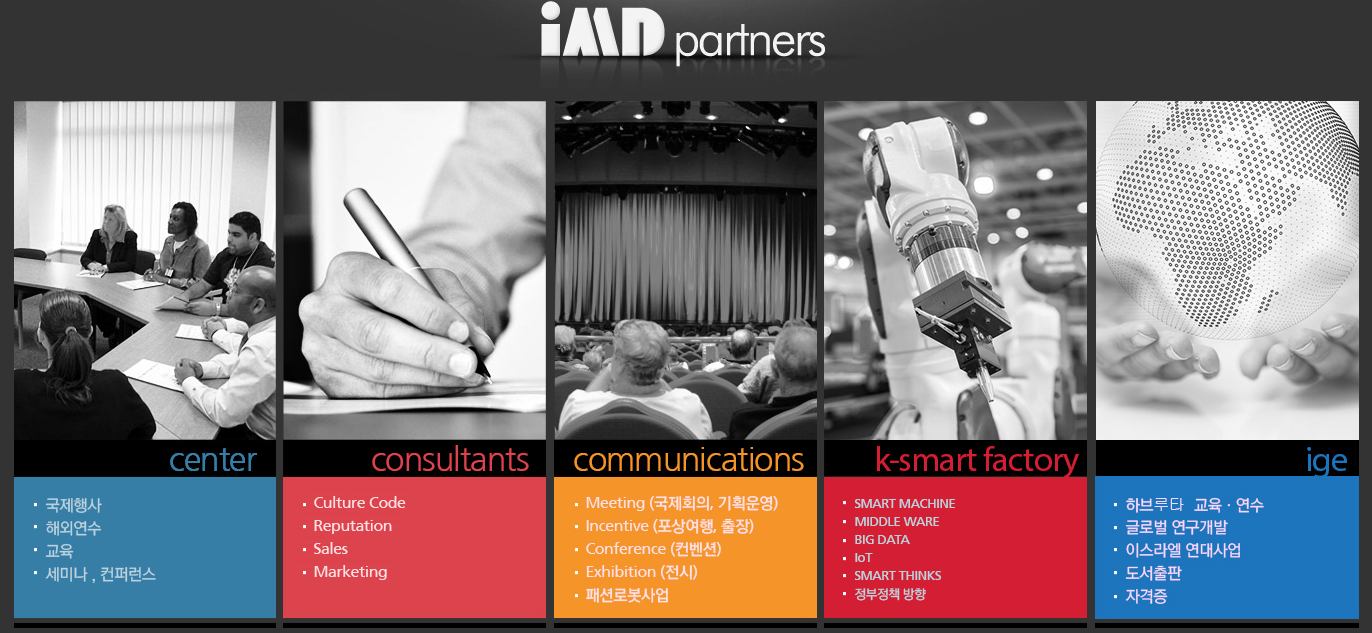 iMD partners
center
국제행사
해외연수
교육
세미나 , 컨퍼런스
consultants
Culture Code
Reputation
Sales
Marketing
communications
Meeting (국제회의, 기획운영)
Incentive (포상여행, 출장)
Conference (컨벤션)
Exhibition (전시)
패션로봇사업
k-smart factory
SMART MACHINE
MIDDLE WARE
BIG DATA
IoT
SMART THINKS
정부정책 방향
ige
하브루타 교육 · 연수
글로벌 연구개발
이스라엘 연대사업
도서출판
자격증